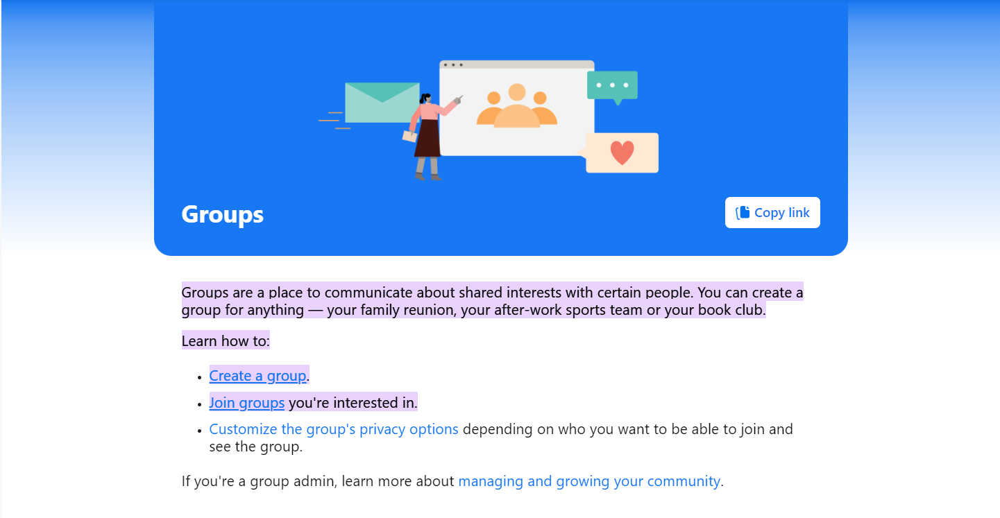 Groups
Copy link
Groups are a place to communicate about shared interests with certain people. You can create a
group for anything — your family reunion, your after-work sports team or your book club.
Learn how to:
• Create a group.
• Join groups you're interested in.
• Customize the group's privacy options depending on who you want to be able to join and
see the group.
If you're a group admin, learn more about managing and growing your community.